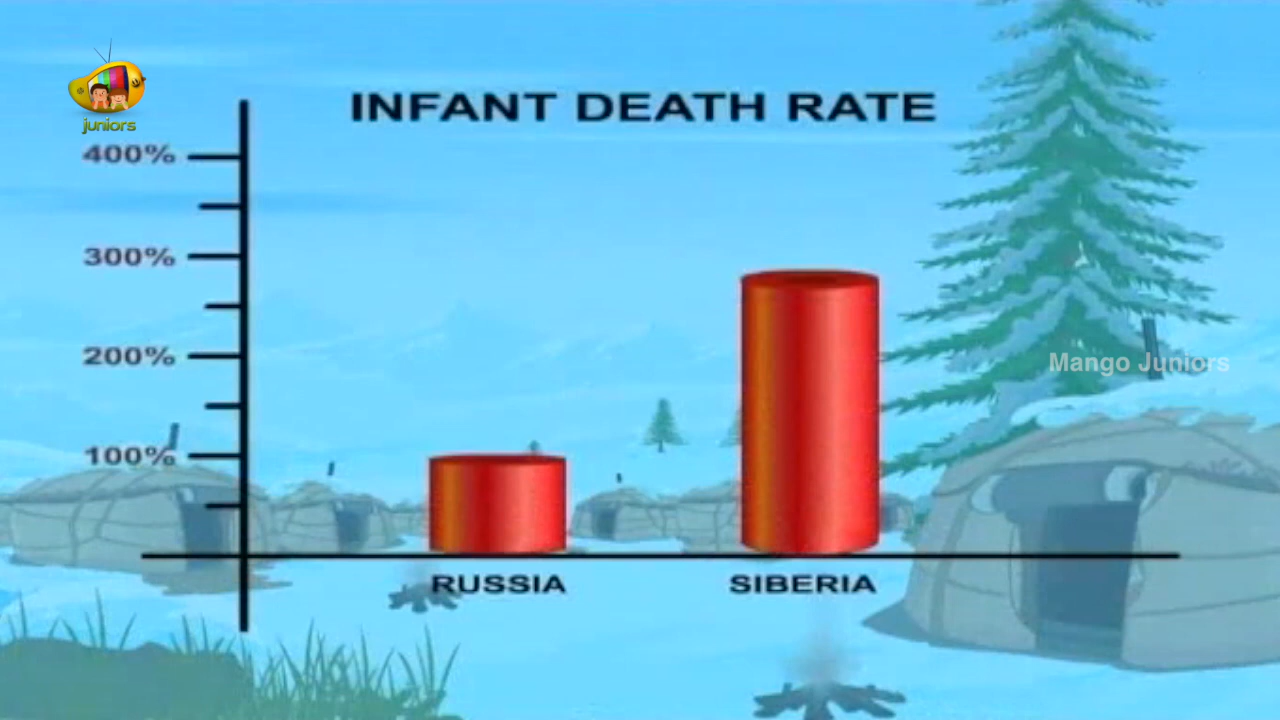 juniors
INFANT DEATH RATE
400%
300%
200%
Mango Juniors
100%
RUSSIA
SIBERIA